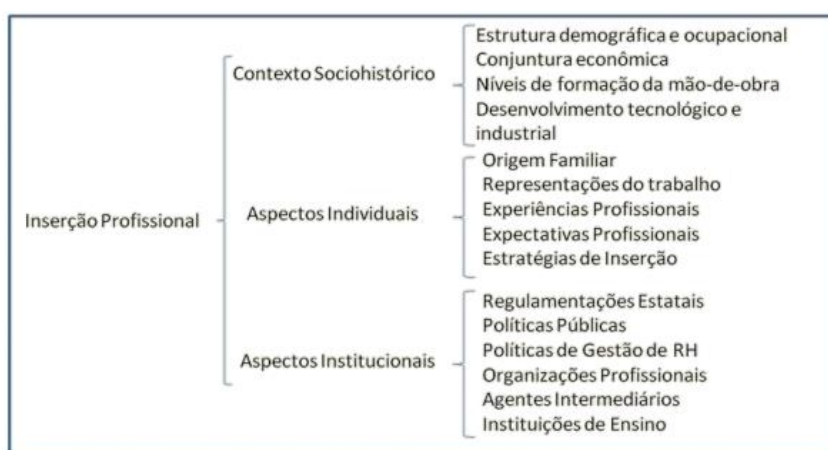 Inserção Profissional
Contexto Sociohistórico
Estrutura demográfica e ocupacional
Conjuntura econômica
Níveis de formação da mão-de-obra
Desenvolvimento tecnológico e
industrial
Aspectos Individuais
Origem Familiar
Representações do trabalho
Experiências Profissionais
Expectativas Profissionais
Estratégias de Inserção
Aspectos Institucionais
Regulamentações Estatais
Políticas Públicas
Políticas de Gestão de RH
Organizações Profissionais
Agentes Intermediários
Instituições de Ensino